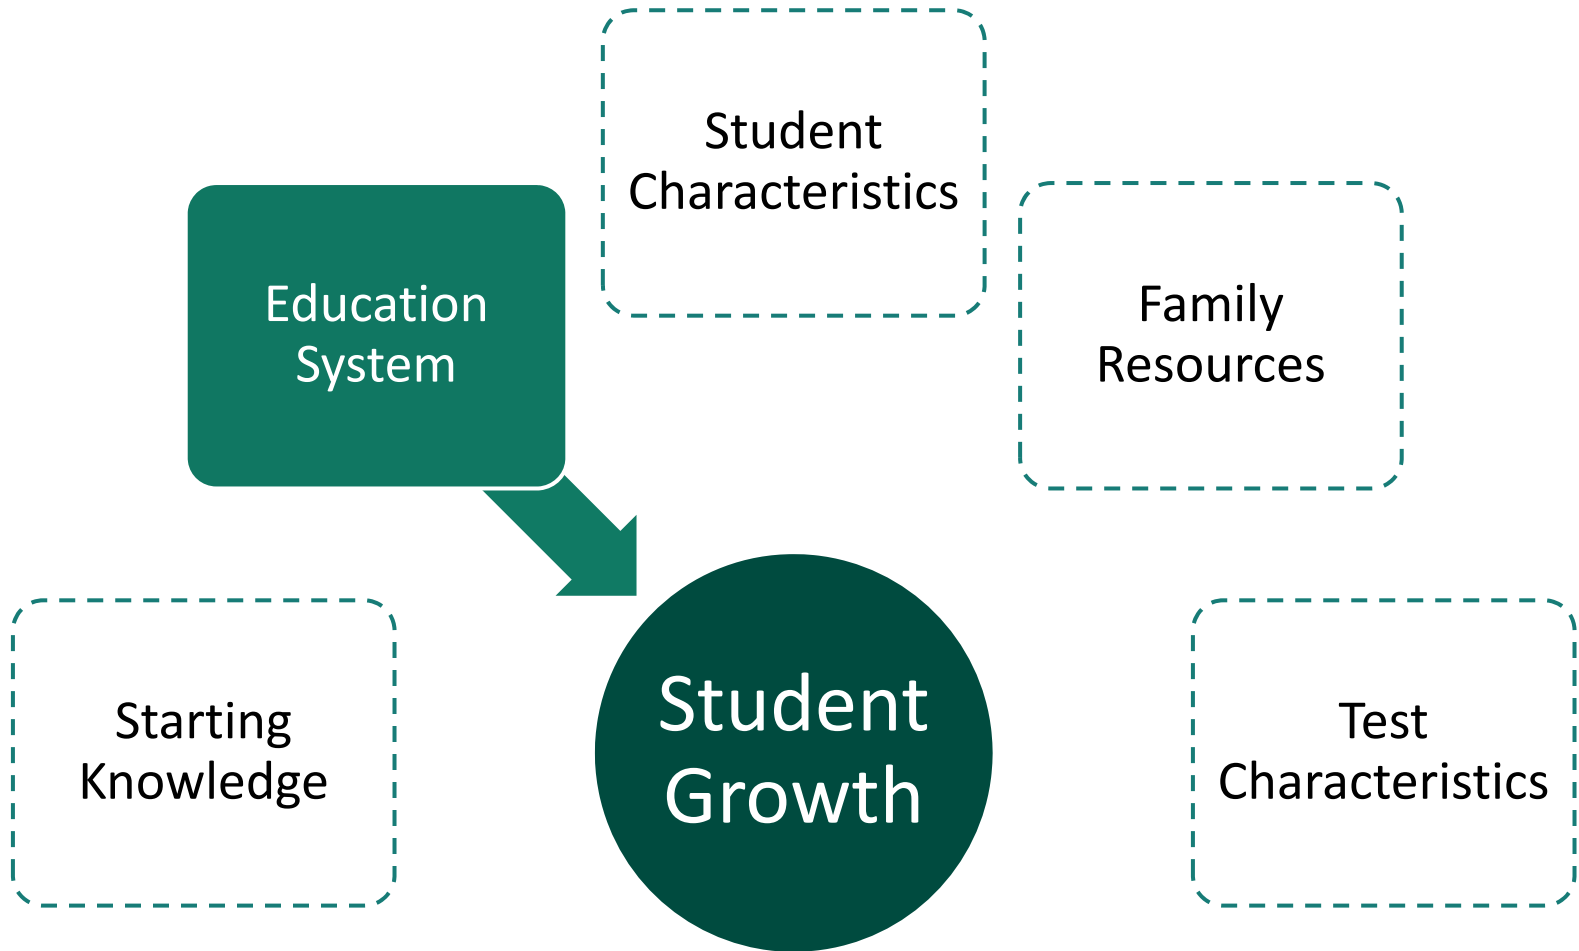 Student
Characteristics
Education
System
Family
Resources
Starting
Knowledge
Student
Growth
Test
Characteristics